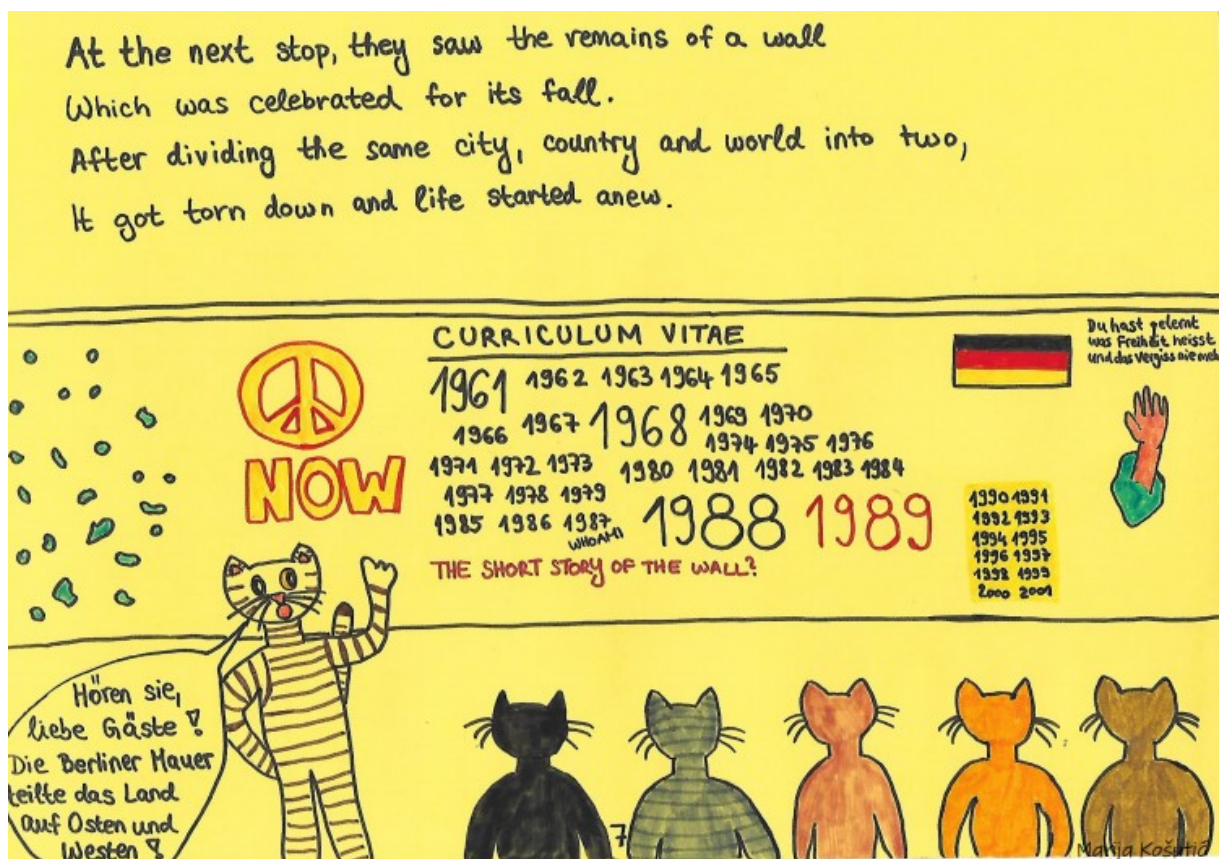 At the next stop, they saw the remains of a wall
Which was celebrated for its fall.
After dividing the same city, country and world into two,
It got torn down and life started anew.
NOW
CURRICULUM VITAE
1961 1962 1963 1964 1965
1966 1967 1968 1969 1970
1974 1975 1976
1971 1972 1973 1980 1981 1982 1983 1984
1977 1978 1979
1985 1986 1987 1988 1989
WHOAMI
THE SHORT STORY OF THE WALL?
Du hast gelernt
was Freiheit heisst
und das vergiss nie meh
1990 1991
1992 1993
1994 1995
1996 1997
1998 1999
2000 2001
Hören sie,
liebe Gäste!
Die Berliner Mauer
teilte das Land
auf Osten und
Westen!
7
Marija Košutić